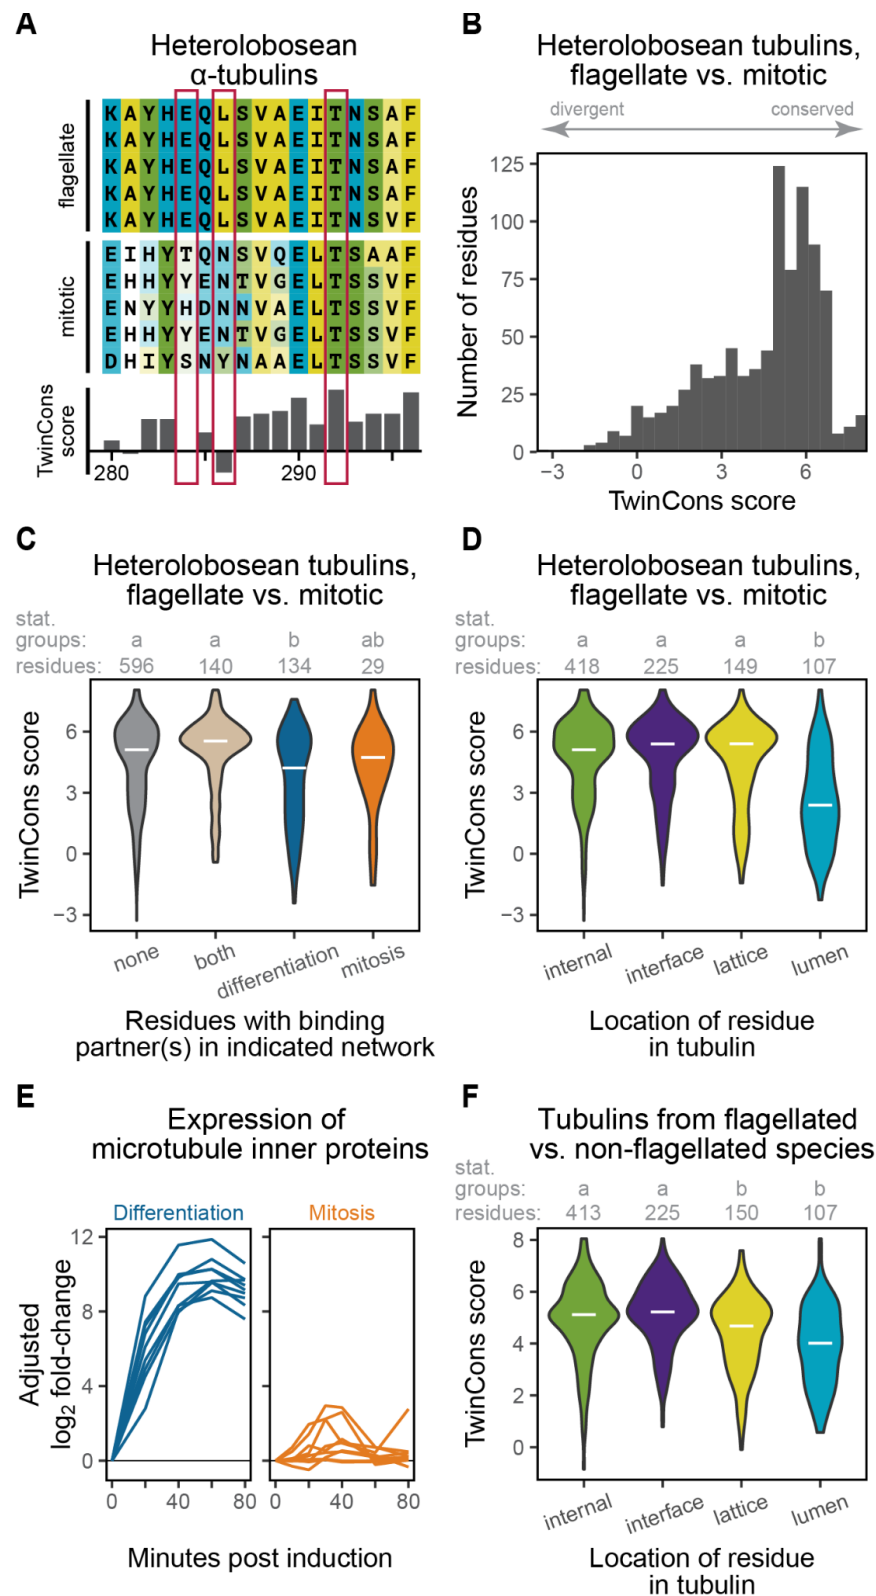 A
Heterolobosean
α-tubulins
flagellate
K A Y H E Q L S V A E I T N S A F
K A Y H E Q L S V A E I T N S A F
K A Y H E Q L S V A E I T N S A F
K A Y H E Q L S V A E I T N S A F
K A Y H E Q L S V A E I T N S V F
mitotic
E I H Y T Q N S V Q E L T S A A F
E H H Y Y E N T V G E L T S S V F
E N Y Y H D N N V A E L T S S V F
E H H Y Y E N T V G E L T S S V F
D H I Y S N Y N A A E L T S S V F
TwinCons
score
280 290
B
Heterolobosean tubulins,
flagellate vs. mitotic
divergent conserved
Number of residues
125
100
75
50
25
0
−3 0 3 6
TwinCons score
C
Heterolobosean tubulins,
flagellate vs. mitotic
stat.
groups: a a b ab
residues: 596 140 134 29
TwinCons score
6
3
0
−3
none both differentiation mitosis
Residues with binding
partner(s) in indicated network
D
Heterolobosean tubulins,
flagellate vs. mitotic
stat.
groups: a a a b
residues: 418 225 149 107
TwinCons score
6
3
0
−3
internal interface lattice lumen
Location of residue
in tubulin
E
Expression of
microtubule inner proteins
Differentiation Mitosis
Adjusted
log2 fold-change
12
8
4
0
0 40 80 0 40 80
Minutes post induction
F
Tubulins from flagellated
vs. non-flagellated species
stat.
groups: a a b b
residues: 413 225 150 107
TwinCons score
8
6
4
2
0
internal interface lattice lumen
Location of residue
in tubulin